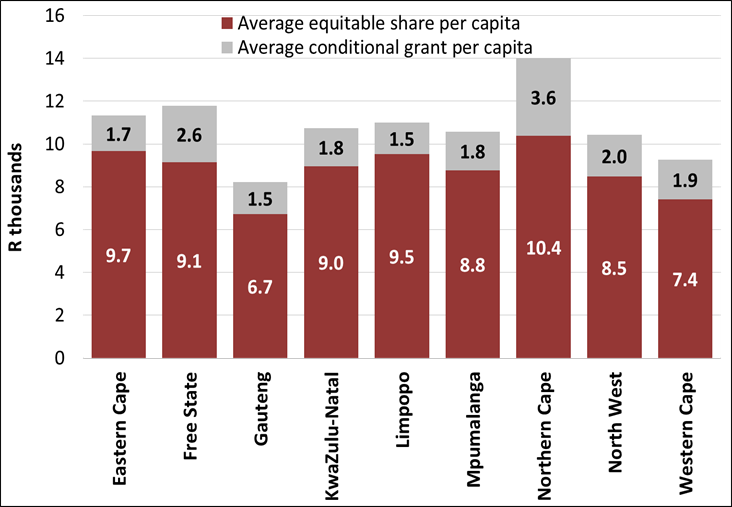 Average equitable share per capita
Average conditional grant per capita
R thousands
16
14
12
10
8
6
4
2
0
1.7
2.6
1.5
1.8
1.5
1.8
3.6
2.0
1.9
9.7
9.1
6.7
9.0
9.5
8.8
10.4
8.5
7.4
Eastern Cape
Free State
Gauteng
KwaZulu-Natal
Limpopo
Mpumalanga
Northern Cape
North West
Western Cape